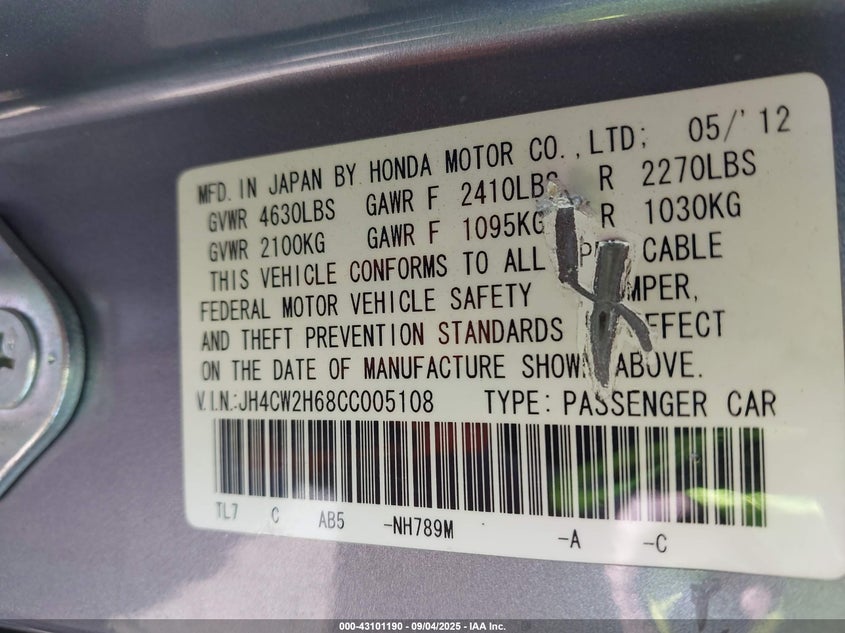 MFD. IN JAPAN BY HONDA MOTOR CO., LTD; 05/'12
GVWR 4630LBS GAWR F 2410LBS R 2270LBS
GVWR 2100KG GAWR F 1095KG R 1030KG
THIS VEHICLE CONFORMS TO ALL CABLE
FEDERAL MOTOR VEHICLE SAFETY MPER,
AND THEFT PREVENTION STANDARDS EFFECT
ON THE DATE OF MANUFACTURE SHOW ABOVE.
V.I.N.:JH4CW2H68CC005108 TYPE: PASSENGER CAR
TL7 C AB5 -NH789M -A -C
000-43101190 - 09/04/2025 - IAA Inc.